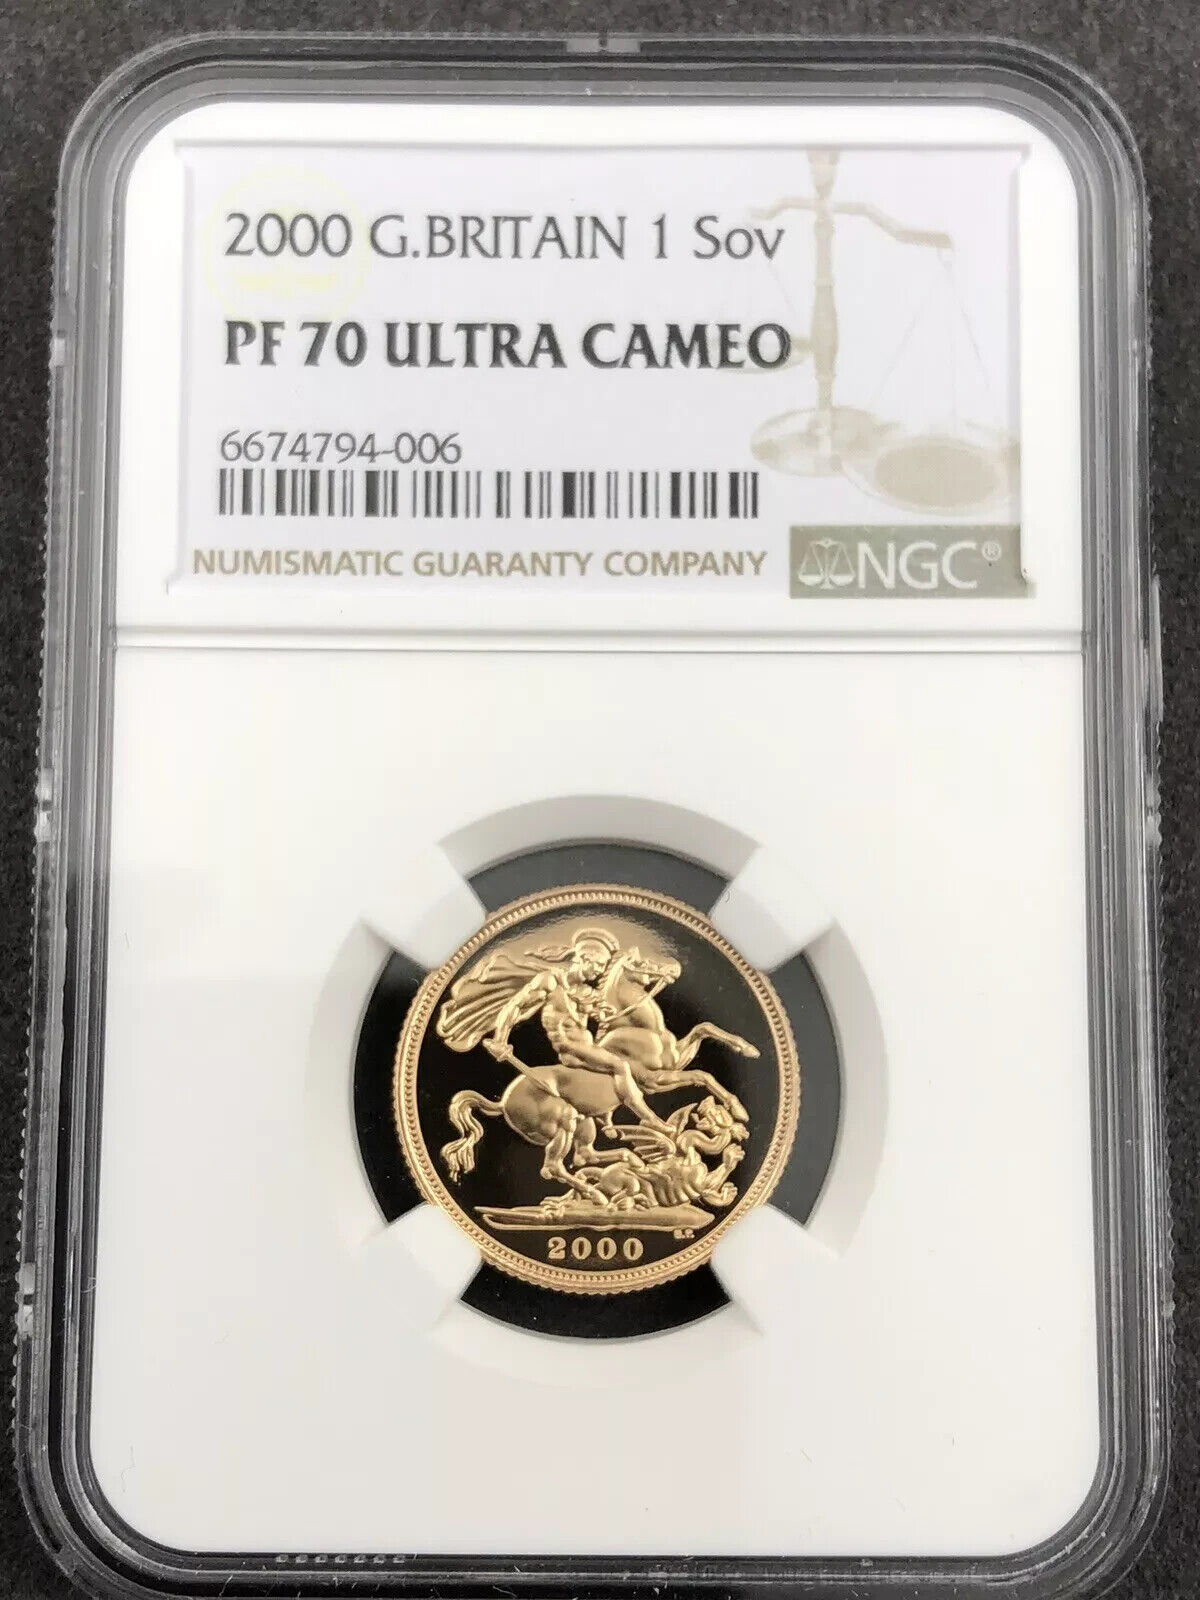 2000 G.BRITAIN 1 Sov
PF 70 ULTRA CAMEO
6674794-006
NUMISMATIC GUARANTY COMPANY
NGC®
2000